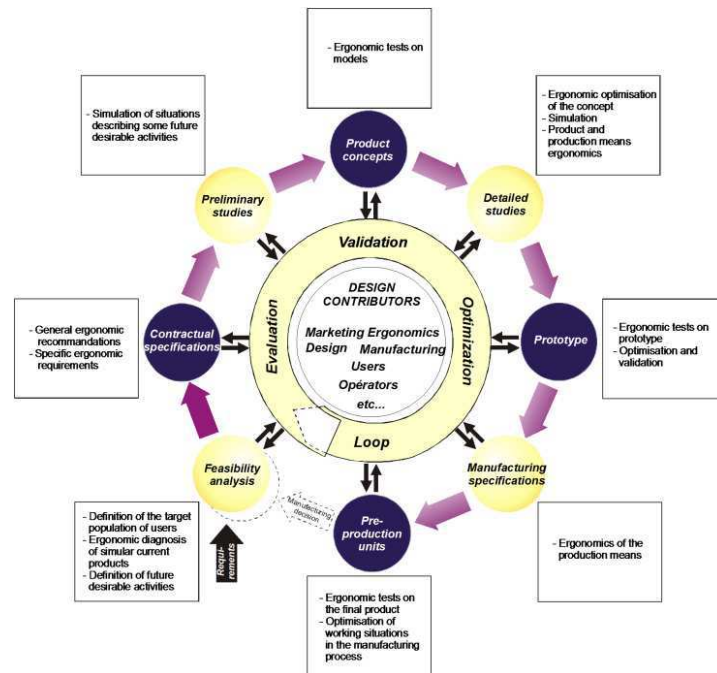 - Ergonomic tests on
models
- Simulation of situations
describing some future
desirable activities
- Ergonomic optimisation
of the concept
- Simulation
- Product and
production means
ergonomics
Product
concepts
Preliminary
studies
Detailed
studies
Validation
Evaluation
Optimization
Loop
DESIGN
CONTRIBUTORS
Marketing Ergonomics
Design Manufacturing
Users
Opérators
etc...
- General ergonomic
recommandations
- Specific ergonomic
requirements
Contractual
specifications
Prototype
- Ergonomic tests on
prototype
- Optimisation and
validation
Feasibility
analysis
Manufacturing
specifications
Manufacturing
decision
Pre-
production
units
Requi-
rements
- Definition of the target
population of users
- Ergonomic diagnosis
of simular current
products
- Definition of future
desirable activities
- Ergonomics of the
production means
- Ergonomic tests on
the final product
- Optimisation of
working situations
in the manufacturing
process